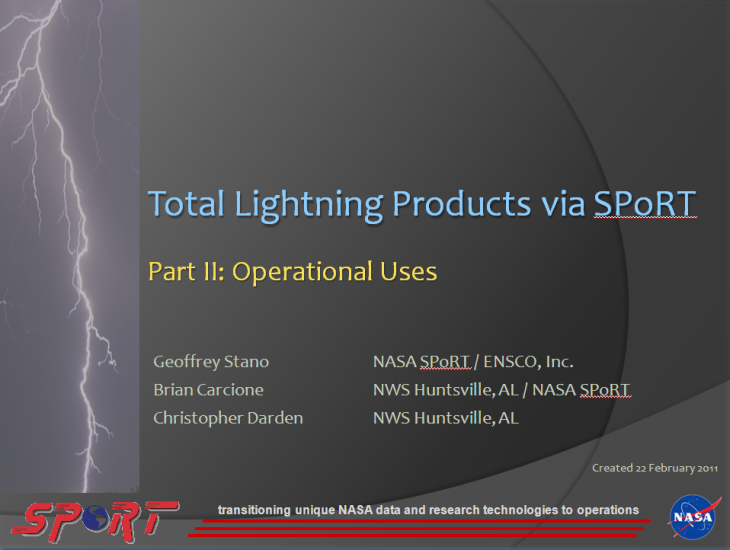 Total Lightning Products via SPoRT
Part II: Operational Uses
Geoffrey Stano NASA SPoRT / ENSCO, Inc.
Brian Carcione NWS Huntsville, AL / NASA SPoRT
Christopher Darden NWS Huntsville, AL
Created 22 February 2011
SPoRT
transitioning unique NASA data and research technologies to operations
NASA